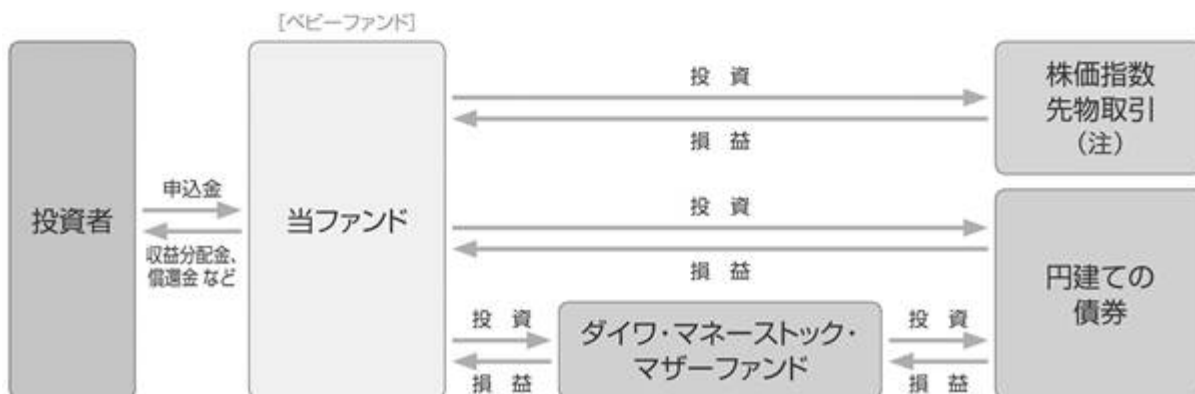 [ベビーファンド]
投資者
申込金
収益分配金、
償還金 など
当ファンド
投 資
損 益
株価指数
先物取引
（注）
投 資
損 益
円建ての
債券
投 資
損 益
ダイワ・マネーストック・
マザーファンド
投 資
損 益